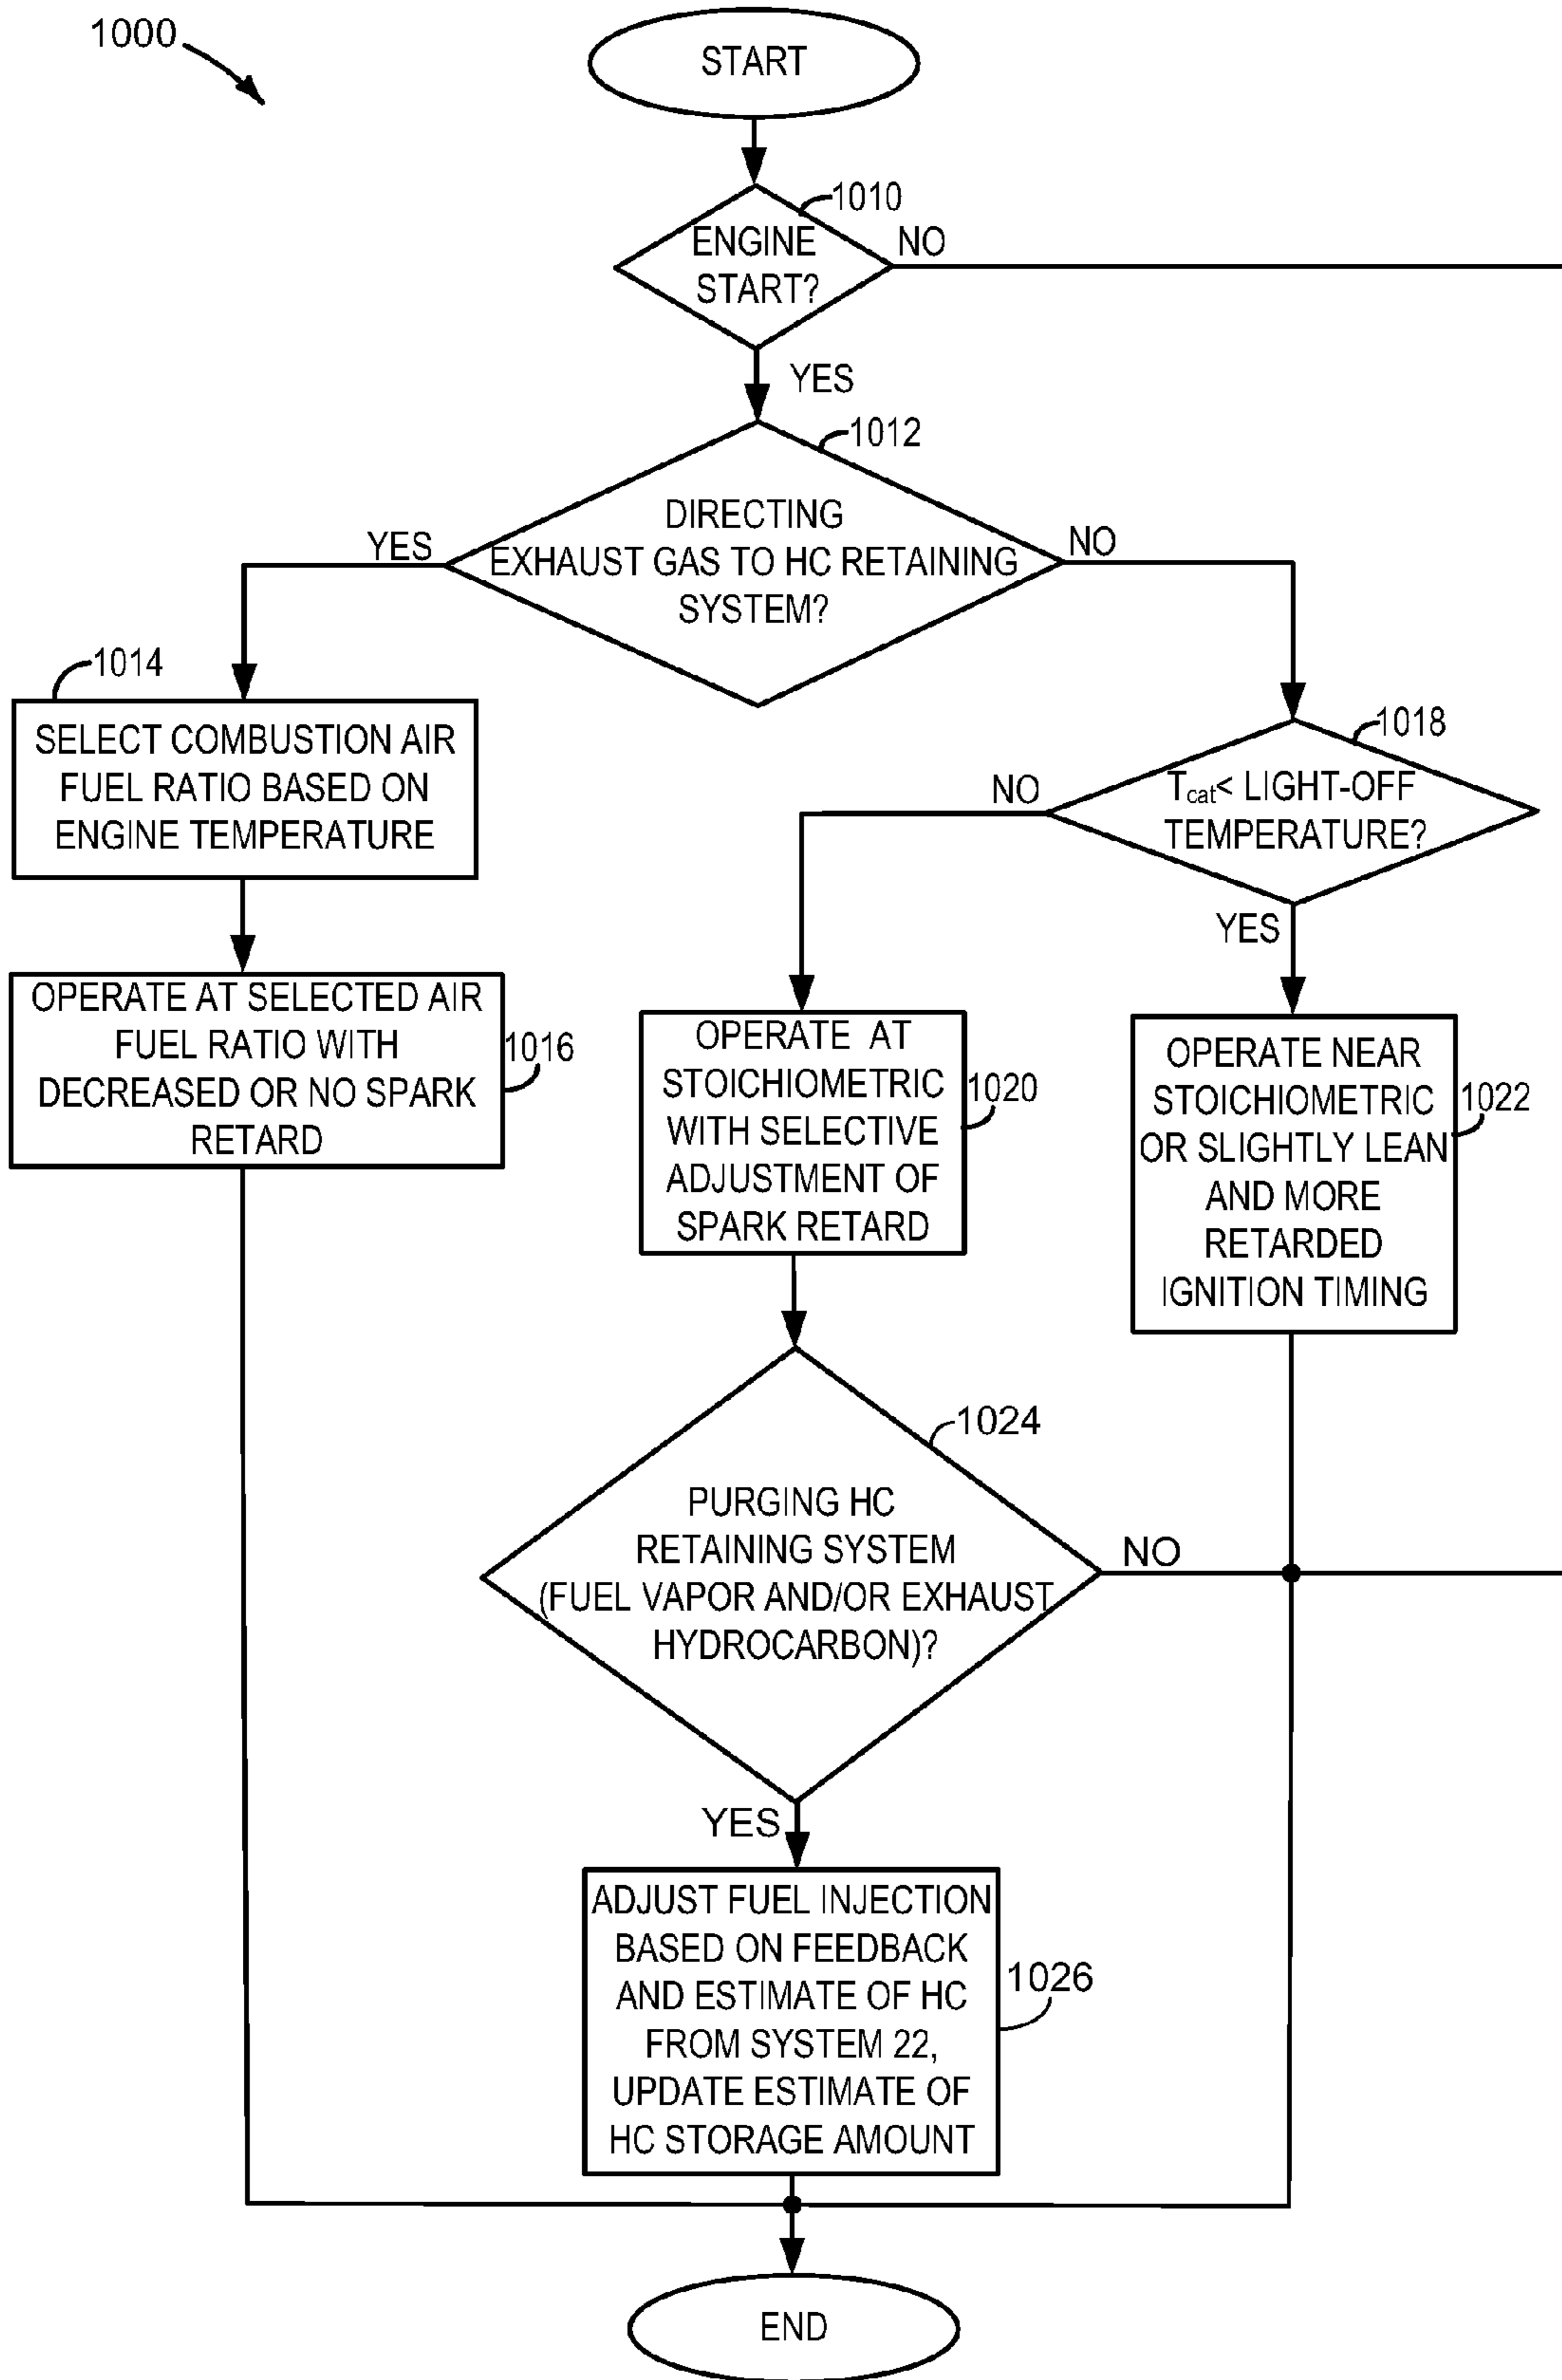 1000
START
1010
ENGINE
START?
NO
YES
1012
DIRECTING
EXHAUST GAS TO HC RETAINING
SYSTEM?
YES
NO
1014
SELECT COMBUSTION AIR
FUEL RATIO BASED ON
ENGINE TEMPERATURE
1018
Tcat< LIGHT-OFF
TEMPERATURE?
NO
YES
OPERATE AT SELECTED AIR
FUEL RATIO WITH
DECREASED OR NO SPARK
RETARD
1016
OPERATE AT
STOICHIOMETRIC
WITH SELECTIVE
ADJUSTMENT OF
SPARK RETARD
1020
OPERATE NEAR
STOICHIOMETRIC
OR SLIGHTLY LEAN
AND MORE
RETARDED
IGNITION TIMING
1022
1024
PURGING HC
RETAINING SYSTEM
(FUEL VAPOR AND/OR EXHAUST
HYDROCARBON)?
NO
YES
ADJUST FUEL INJECTION
BASED ON FEEDBACK
AND ESTIMATE OF HC
FROM SYSTEM 22,
UPDATE ESTIMATE OF
HC STORAGE AMOUNT
1026
END